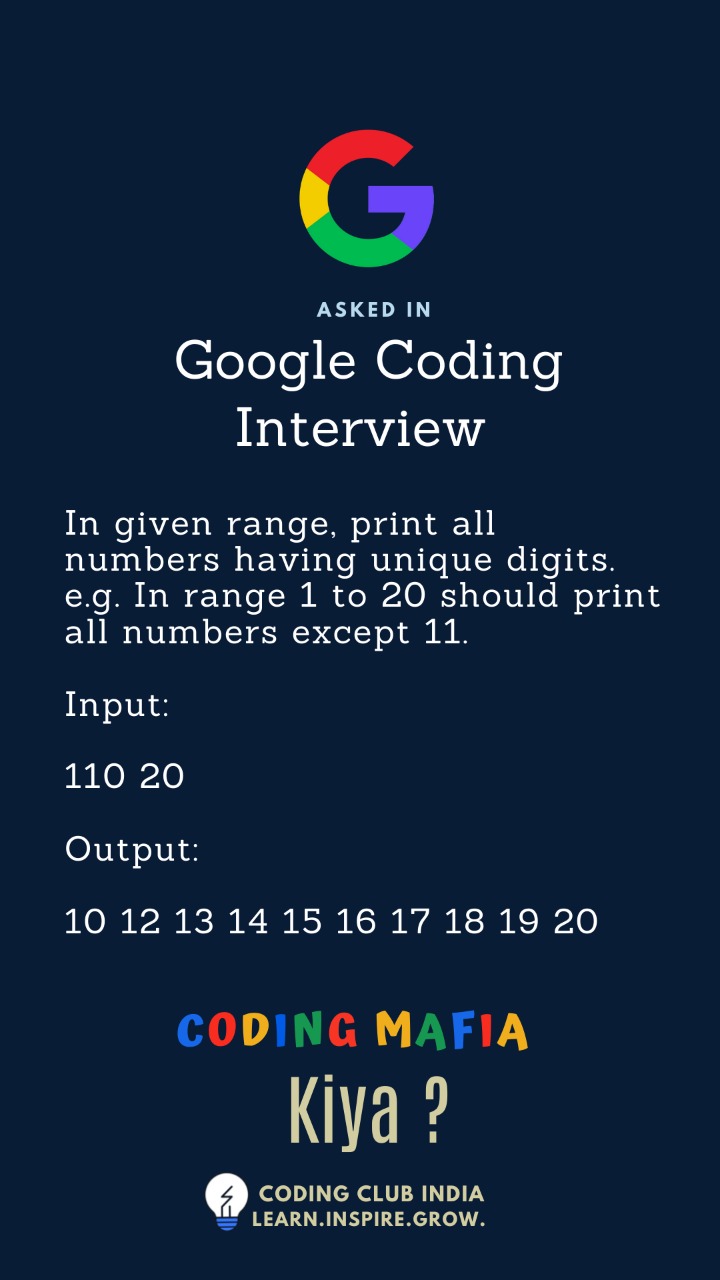 ASKED IN
Google Coding
Interview
In given range, print all
numbers having unique digits.
e.g. In range 1 to 20 should print
all numbers except 11.
Input:
110 20
Output:
10 12 13 14 15 16 17 18 19 20
CODING MAFIA
Kiya ?
CODING CLUB INDIA
LEARN.INSPIRE.GROW.